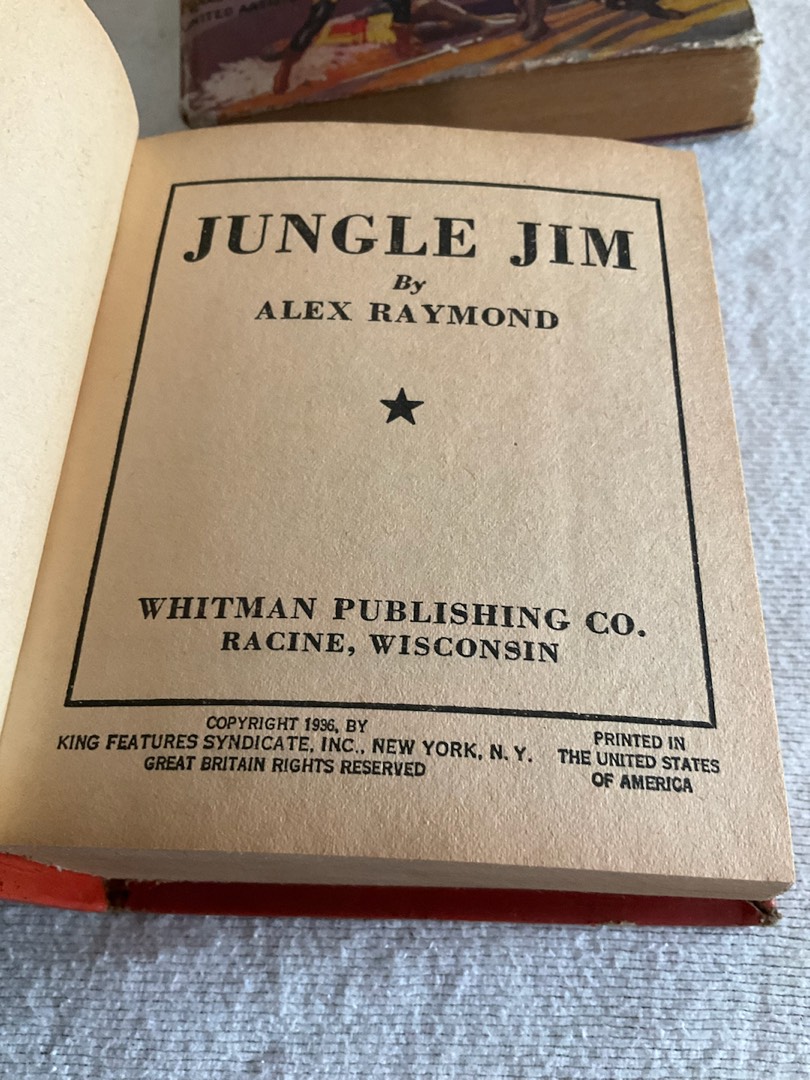 JUNGLE JIM
By
ALEX RAYMOND
WHITMAN PUBLISHING CO.
RACINE, WISCONSIN
COPYRIGHT 1936, BY
KING FEATURES SYNDICATE, INC., NEW YORK, N. Y.
GREAT BRITAIN RIGHTS RESERVED
PRINTED IN
THE UNITED STATES
OF AMERICA